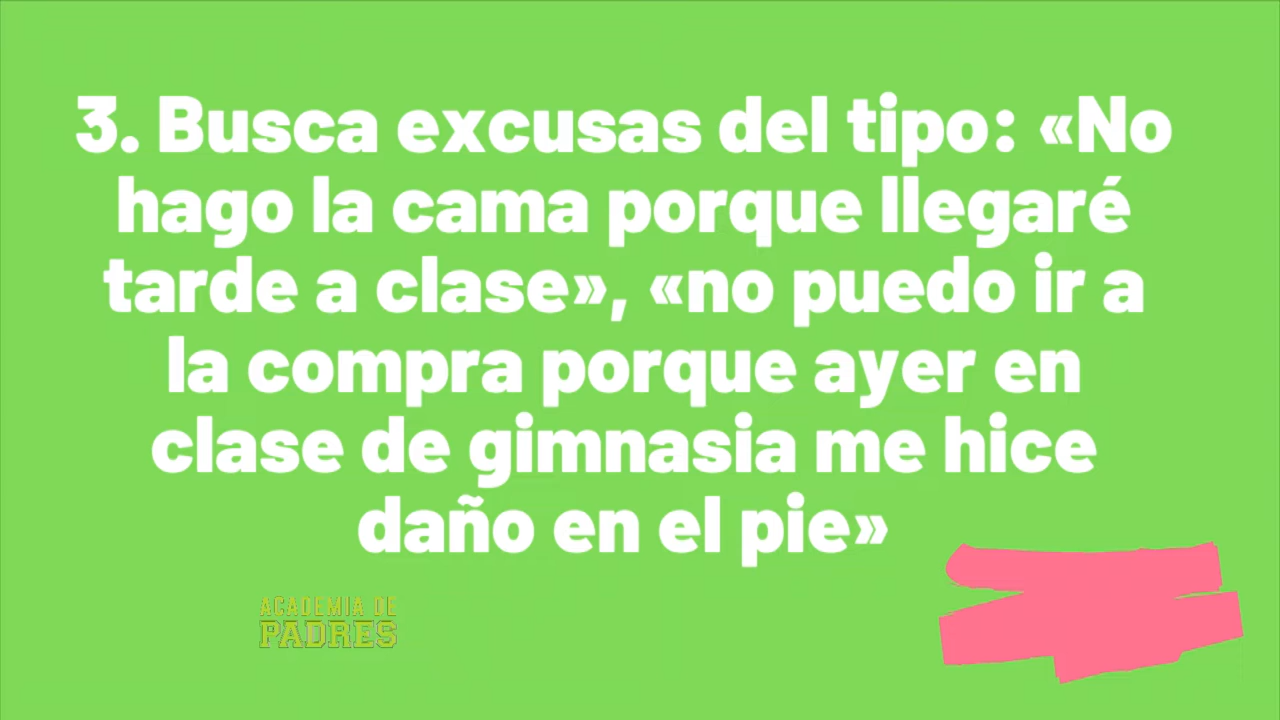 3. Busca excusas del tipo: «No
hago la cama porque llegaré
tarde a clase», «no puedo ir a
la compra porque ayer en
clase de gimnasia me hice
daño en el pie»
ACADEMIA DE
PADRES